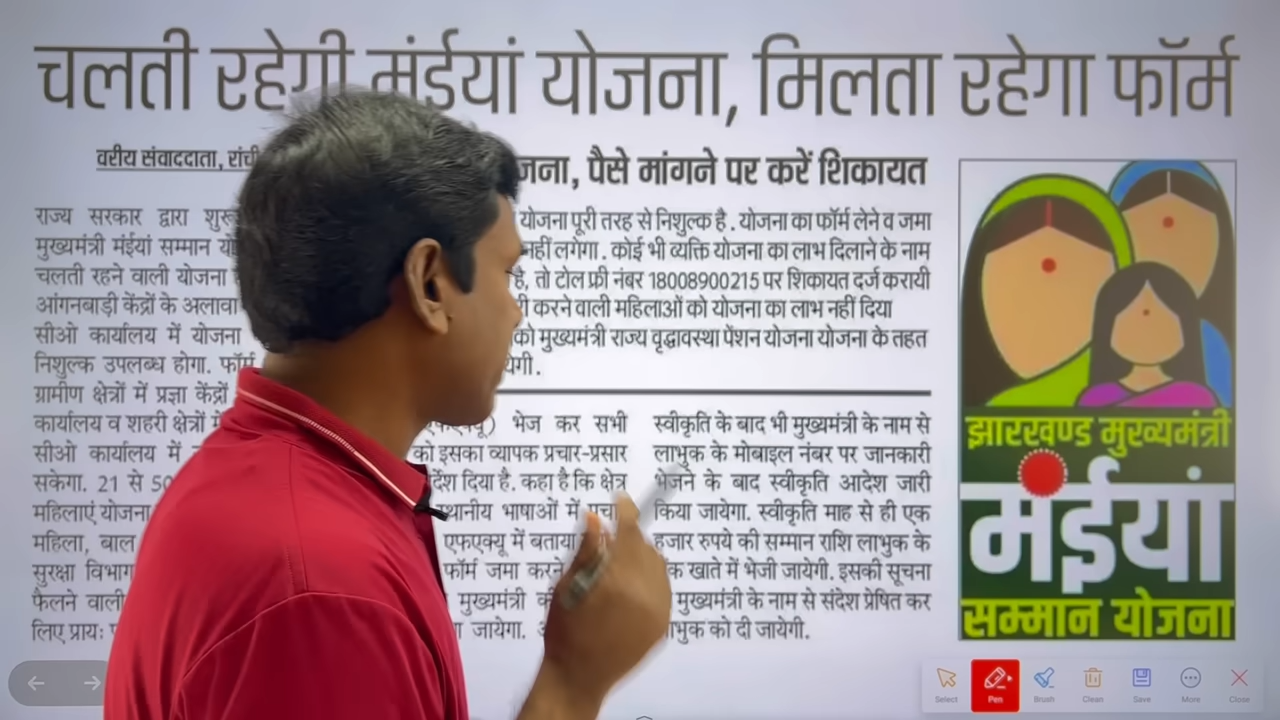 चलती रहेगी मंईयां योजना, मिलता रहेगा फॉर्म
वरीय संवाददाता, रांची
पैसे मांगने पर करें शिकायत
राज्य सरकार द्वारा
मुख्यमंत्री मंईयां सम्मान
चलती रहने वाली योजना
आंगनबाड़ी केंद्रों के अलावा
सीओ कार्यालय में योजना
निशुल्क उपलब्ध होगा. फॉर्म
ग्रामीण क्षेत्रों में प्रज्ञा केंद्रों
कार्यालय व शहरी क्षेत्रों में
सीओ कार्यालय में
सकेगा. 21 से 50
महिलाएं योजना
महिला, बाल
सुरक्षा विभाग
फैलने वाली
लिए प्रायः
योजना पूरी तरह से निशुल्क है. योजना का फॉर्म लेने व जमा
नहीं लगेगा. कोई भी व्यक्ति योजना का लाभ दिलाने के नाम
है, तो टोल फ्री नंबर 18008900215 पर शिकायत दर्ज करायी
करने वाली महिलाओं को योजना का लाभ नहीं दिया
को मुख्यमंत्री राज्य वृद्धावस्था पेंशन योजना योजना के तहत
भेज कर सभी
को इसका व्यापक प्रचार-प्रसार
दिया है. कहा है कि क्षेत्र
भाषाओं में
एफएक्यू में बताया
फॉर्म जमा करने
मुख्यमंत्री
जायेगा.
स्वीकृति के बाद भी मुख्यमंत्री के नाम से
लाभुक के मोबाइल नंबर पर जानकारी
भेजने के बाद स्वीकृति आदेश जारी
किया जायेगा. स्वीकृति माह से ही एक
हजार रुपये की सम्मान राशि लाभुक के
खाते में भेजी जायेगी. इसकी सूचना
मुख्यमंत्री के नाम से संदेश प्रेषित कर
को दी जायेगी.
झारखण्ड मुख्यमंत्री
मंईयां
सम्मान योजना
Select Pen Brush Clean Save More Close